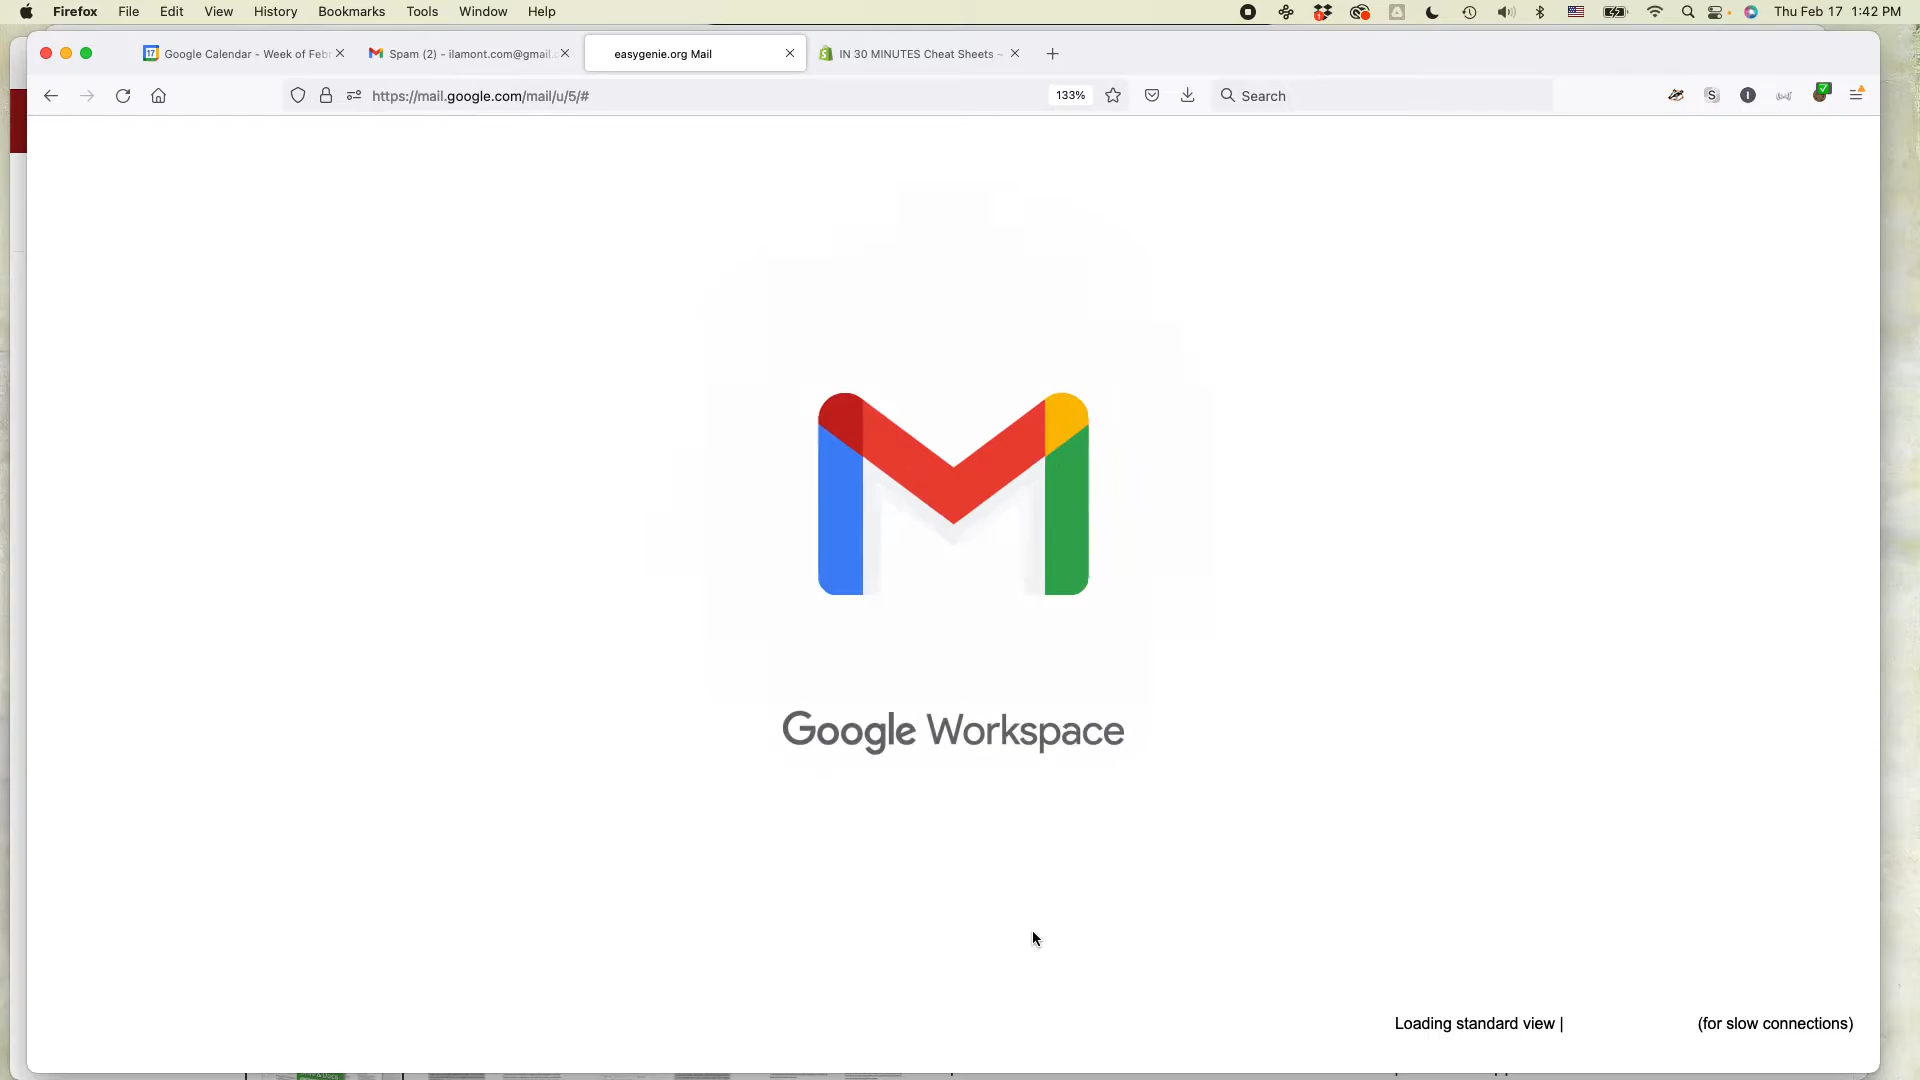 Firefox File Edit View History Bookmarks Tools Window Help Thu Feb 17 1:42 PM
17 Google Calendar - Week of Febr Spam (2) - ilamont.com@gmail. easygenie.org Mail IN 30 MINUTES Cheat Sheets ~
https://mail.google.com/mail/u/5/# 133% Search
Google Workspace
Loading standard view | (for slow connections)